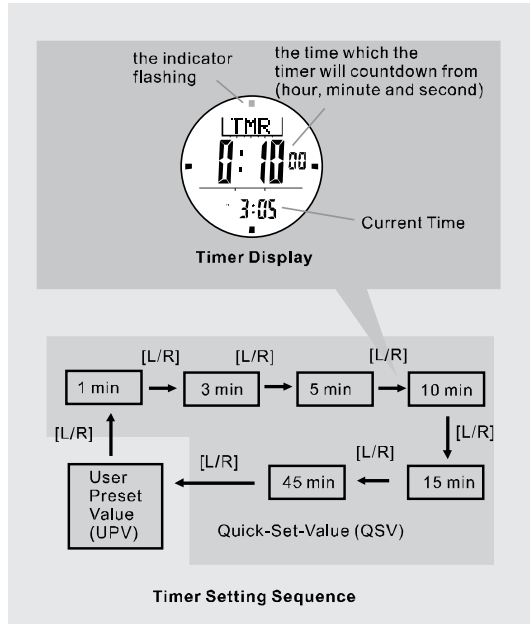 the indicator
flashing
the time which the
timer will countdown from
(hour, minute and second)
TMR
0:10 00
3:05
Current Time
Timer Display
[L/R] [L/R] [L/R]
1 min 3 min 5 min 10 min
[L/R] [L/R]
[L/R] [L/R]
User
Preset
Value
(UPV)
45 min 15 min
Quick-Set-Value (QSV)
Timer Setting Sequence